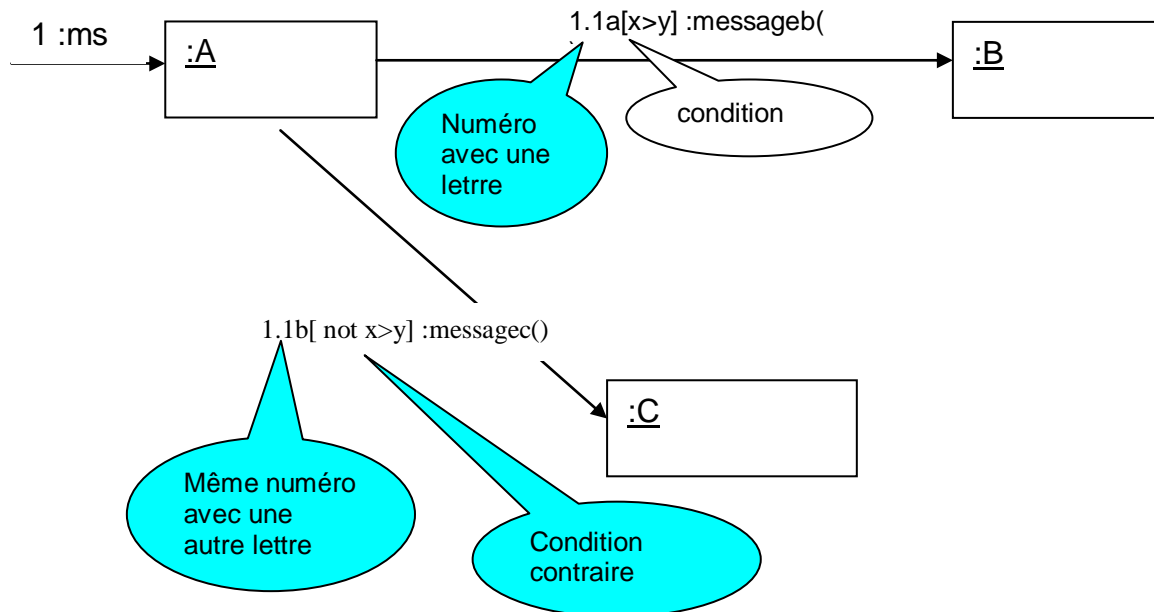 1 :ms
:A
1.1a[x>y] :messageb(
:B
Numéro
avec une
letrre
condition
1.1b[ not x>y] :messagec()
:C
Même numéro
avec une
autre lettre
Condition
contraire